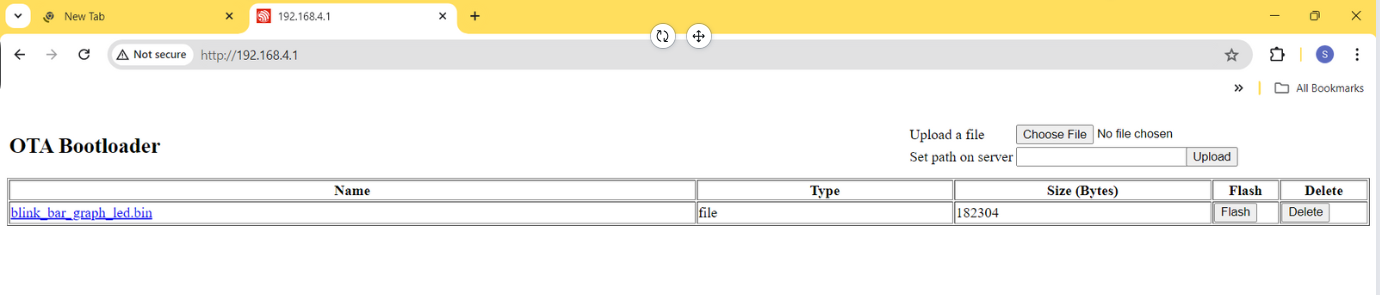 New Tab
192.168.4.1
Not secure
http://192.168.4.1
S
All Bookmarks
OTA Bootloader
Upload a file Choose File No file chosen
Set path on server Upload
Name Type Size (Bytes) Flash Delete
blink_bar_graph_led.bin file 182304 Flash Delete